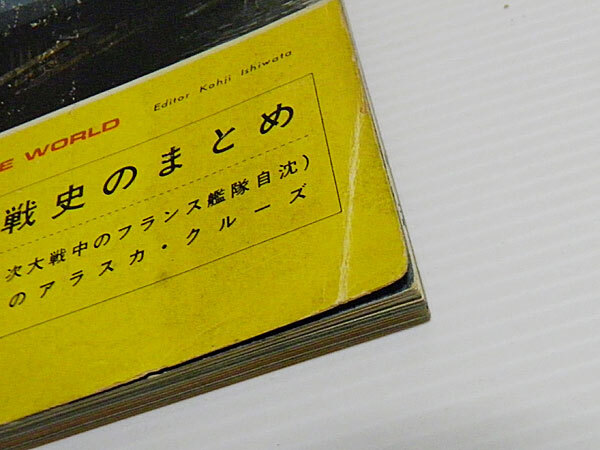 Editor Kohji Ishiwata
E WORLD
戦史のまとめ
次大戦中のフランス艦隊自沈)
のアラスカ・クルーズ